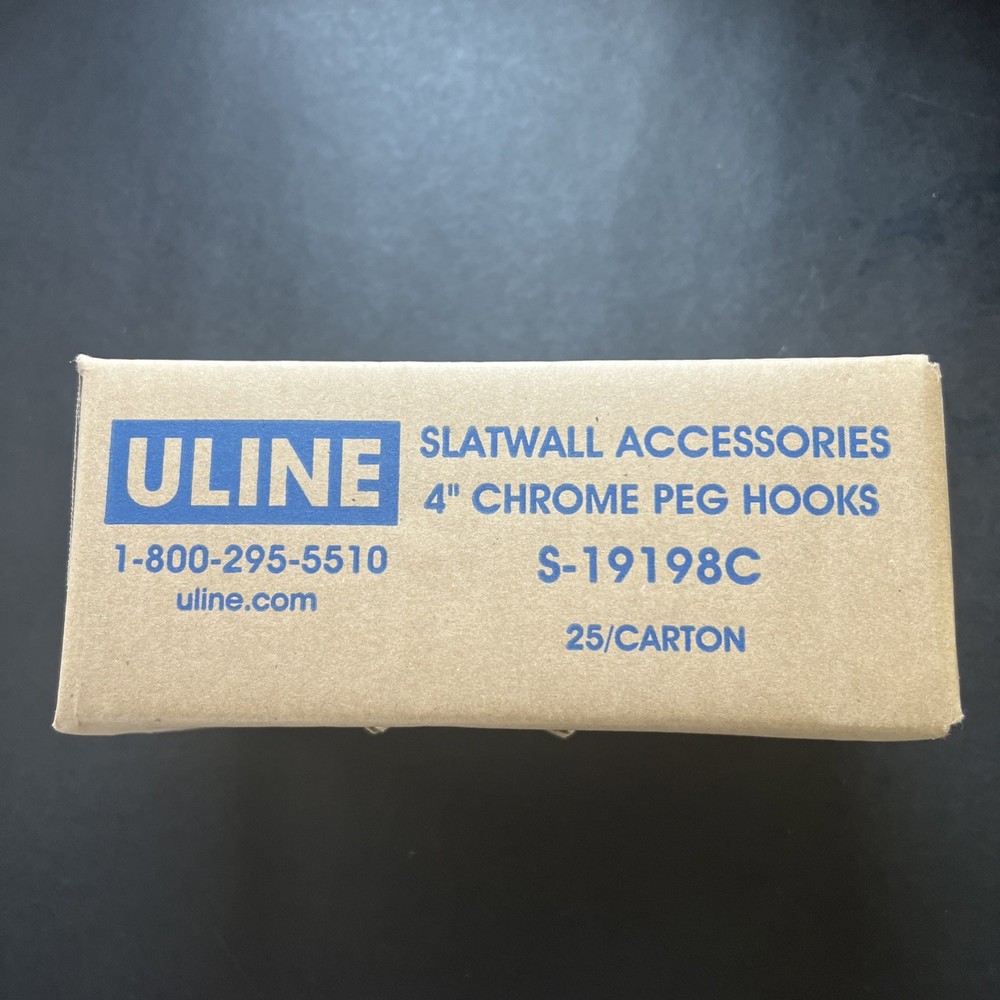 ULINE
1-800-295-5510
uline.com
SLATWALL ACCESSORIES
4" CHROME PEG HOOKS
S-19198C
25/CARTON